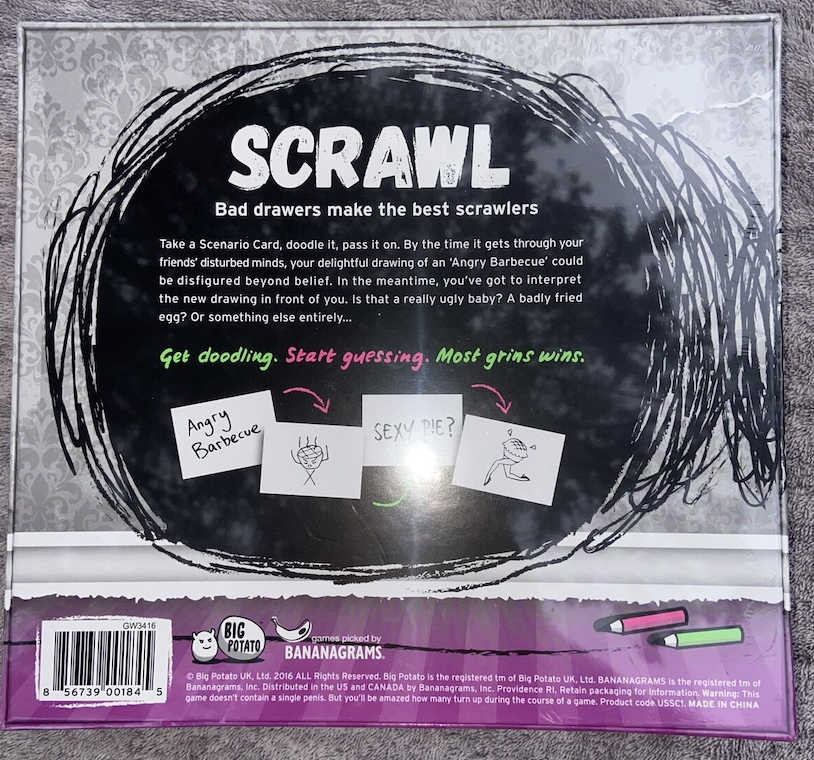 SCRAWL
Bad drawers make the best scrawlers
Take a Scenario Card, doodle it, pass it on. By the time it gets through your
friends' disturbed minds, your delightful drawing of an 'Angry Barbecue' could
be disfigured beyond belief. In the meantime, you've got to interpret
the new drawing in front of you. Is that a really ugly baby? A badly fried
egg? Or something else entirely...
Get doodling. Start guessing. Most grins wins.
Angry
Barbecue
SEXY PIE?
GW3416
8 56739 00184 5
BIG
POTATO
games picked by
BANANAGRAMS®
© Big Potato UK, Ltd. 2016 ALL Rights Reserved. Big Potato is the registered tm of Big Potato UK, Ltd. BANANAGRAMS is the registered tm of
Bananagrams, Inc. Distributed in the US and CANADA by Bananagrams, Inc. Providence RI. Retain packaging for information. Warning: This
game doesn't contain a single penis. But you'll be amazed how many turn up during the course of a game. Product code USSC1. MADE IN CHINA